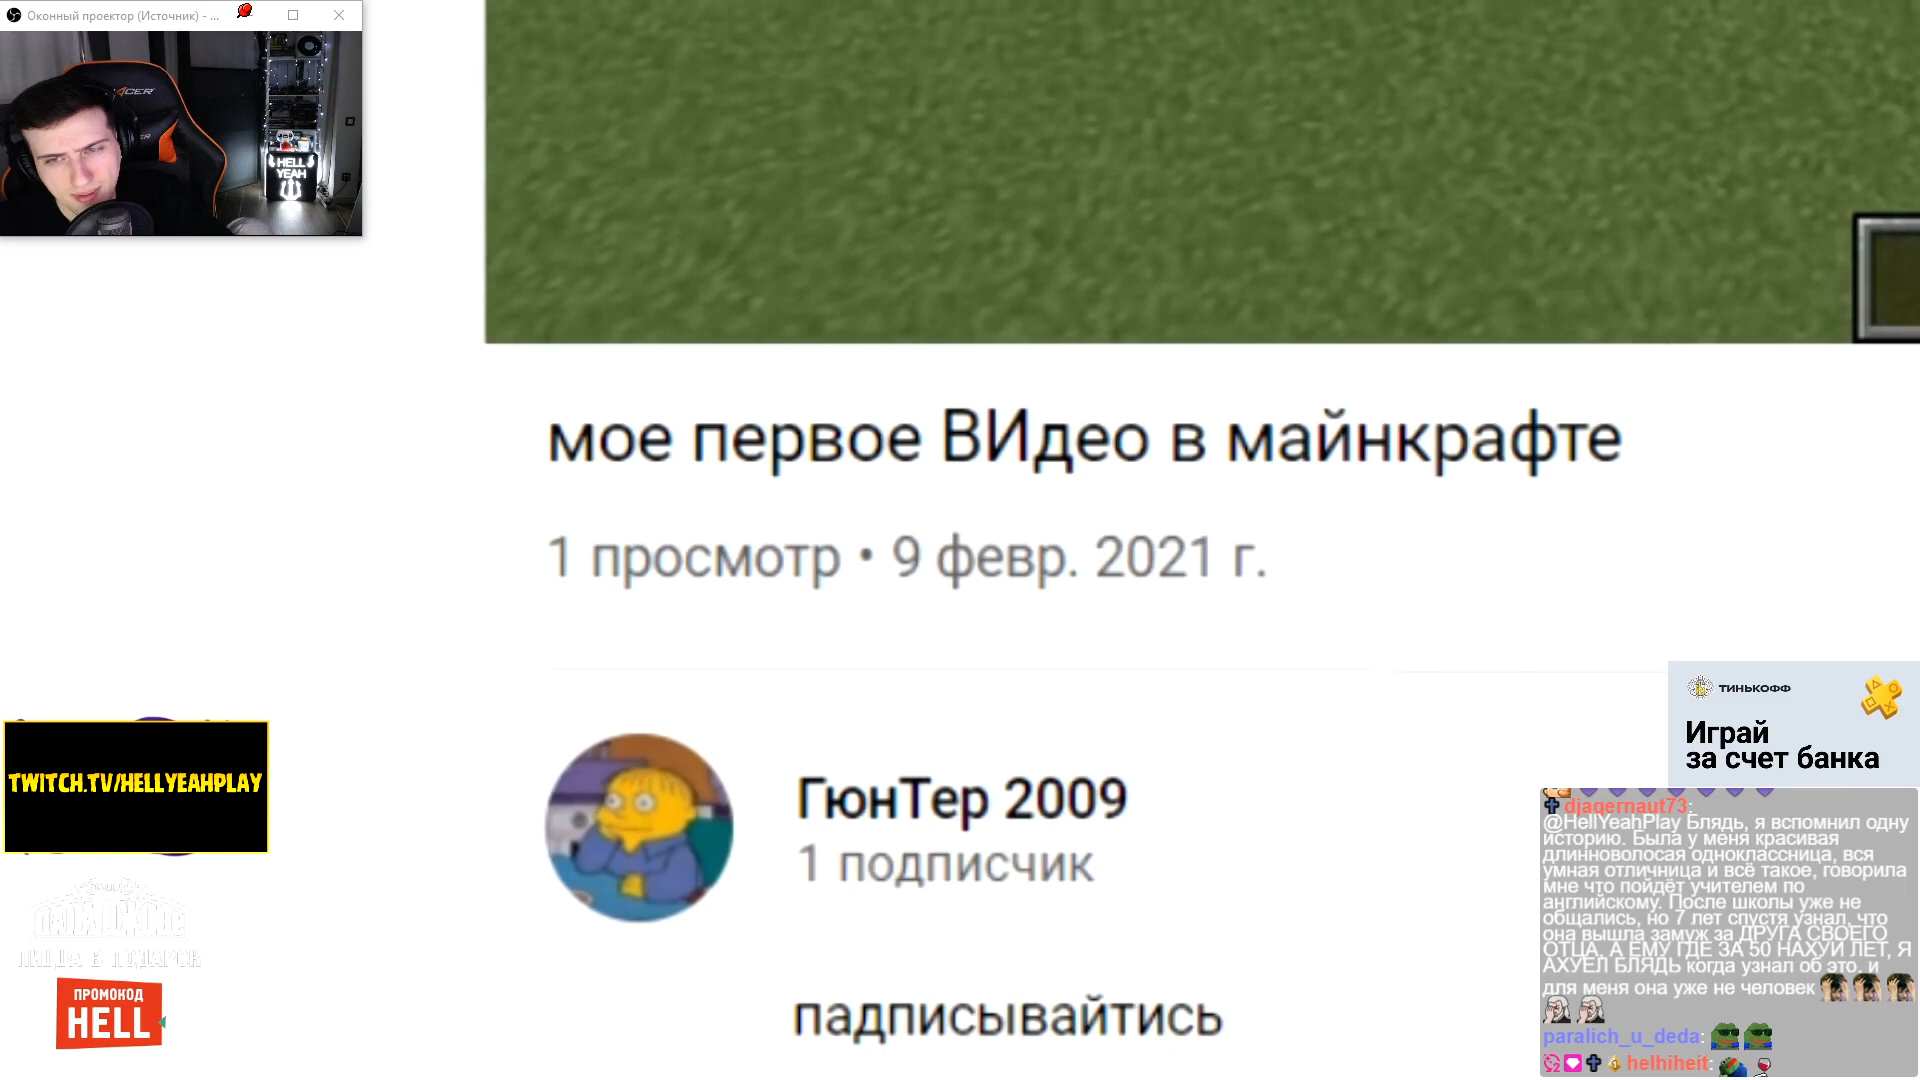 Оконный проектор (Источник) - ...
ACER
HELL
YEAH
мое первое ВИдео в майнкрафте
1 просмотр • 9 февр. 2021 г.
ГюнТер 2009
1 подписчик
падписывайтись
TWITCH.TV/HELLYEAHPLAY
ПИЦЦА В ПОДАРОК
ПРОМОКОД
HELL
ТИНЬКОФФ
Играй
за счет банка
djagernaut73:
@HellYeahPlay Блядь, я вспомнил одну
историю. Была у меня красивая
длинноволосая одноклассница, вся
умная отличница и всё такое, говорила
мне что пойдёт учителем по
английскому. После школы уже не
общались, но 7 лет спустя узнал, что
она вышла замуж за ДРУГА СВОЕГО
ОТЦА, А ЕМУ ГДЕ ЗА 50 НАХУЙ ЛЕТ, Я
АХУЕЛ БЛЯДЬ когда узнал об это. и
для меня она уже не человек
paralich_u_deda:
helhiheit: